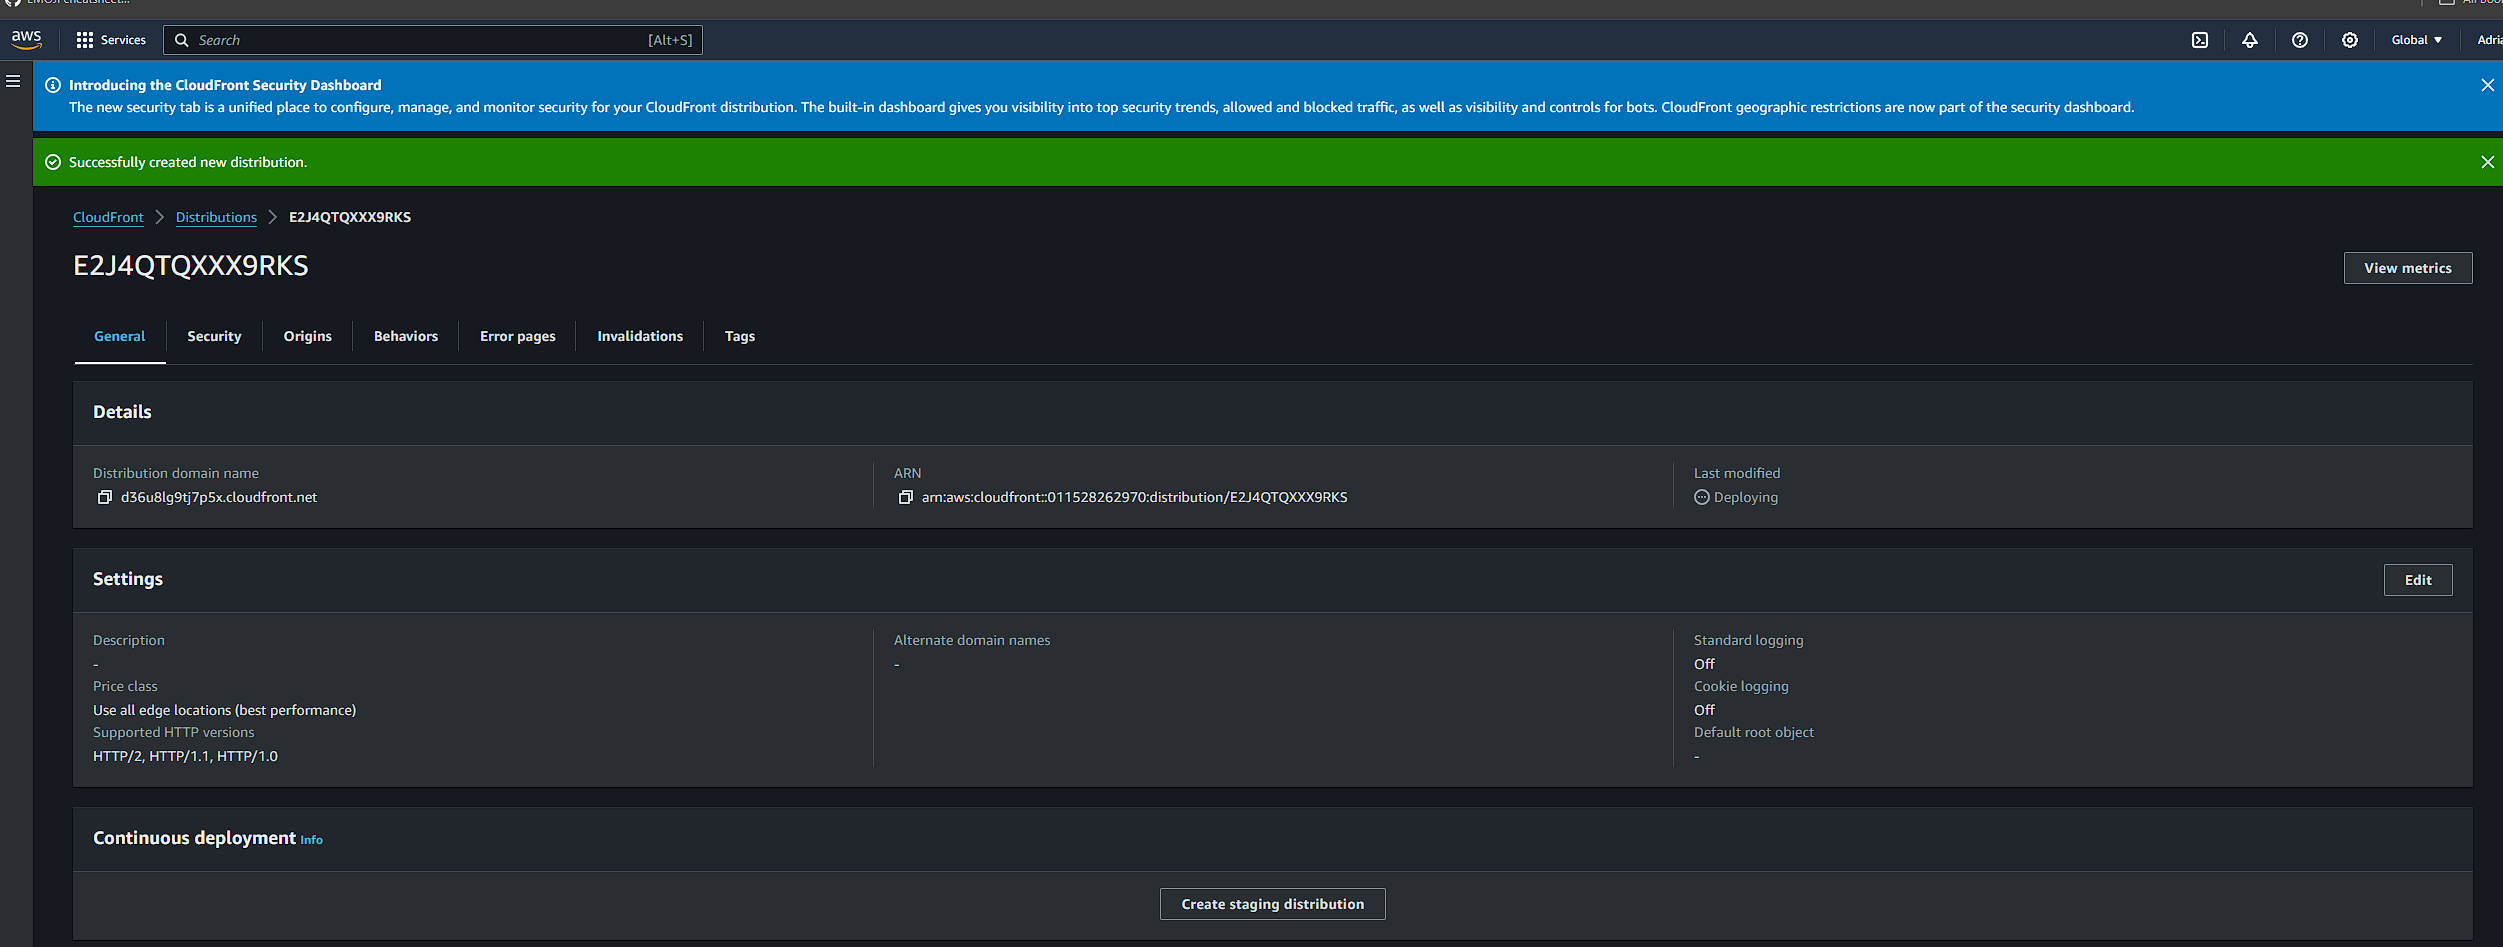 aws
Services
Search
[Alt+S]
Global
Introducing the CloudFront Security Dashboard
The new security tab is a unified place to configure, manage, and monitor security for your CloudFront distribution. The built-in dashboard gives you visibility into top security trends, allowed and blocked traffic, as well as visibility and controls for bots. CloudFront geographic restrictions are now part of the security dashboard.
Successfully created new distribution.
CloudFront
Distributions
E2J4QTQXXX9RKS
E2J4QTQXXX9RKS
View metrics
General
Security
Origins
Behaviors
Error pages
Invalidations
Tags
Details
Distribution domain name
d36u8lg9tj7p5x.cloudfront.net
ARN
arn:aws:cloudfront::011528262970:distribution/E2J4QTQXXX9RKS
Last modified
Deploying
Settings
Edit
Description
-
Price class
Use all edge locations (best performance)
Supported HTTP versions
HTTP/2, HTTP/1.1, HTTP/1.0
Alternate domain names
-
Standard logging
Off
Cookie logging
Off
Default root object
-
Continuous deployment Info
Create staging distribution